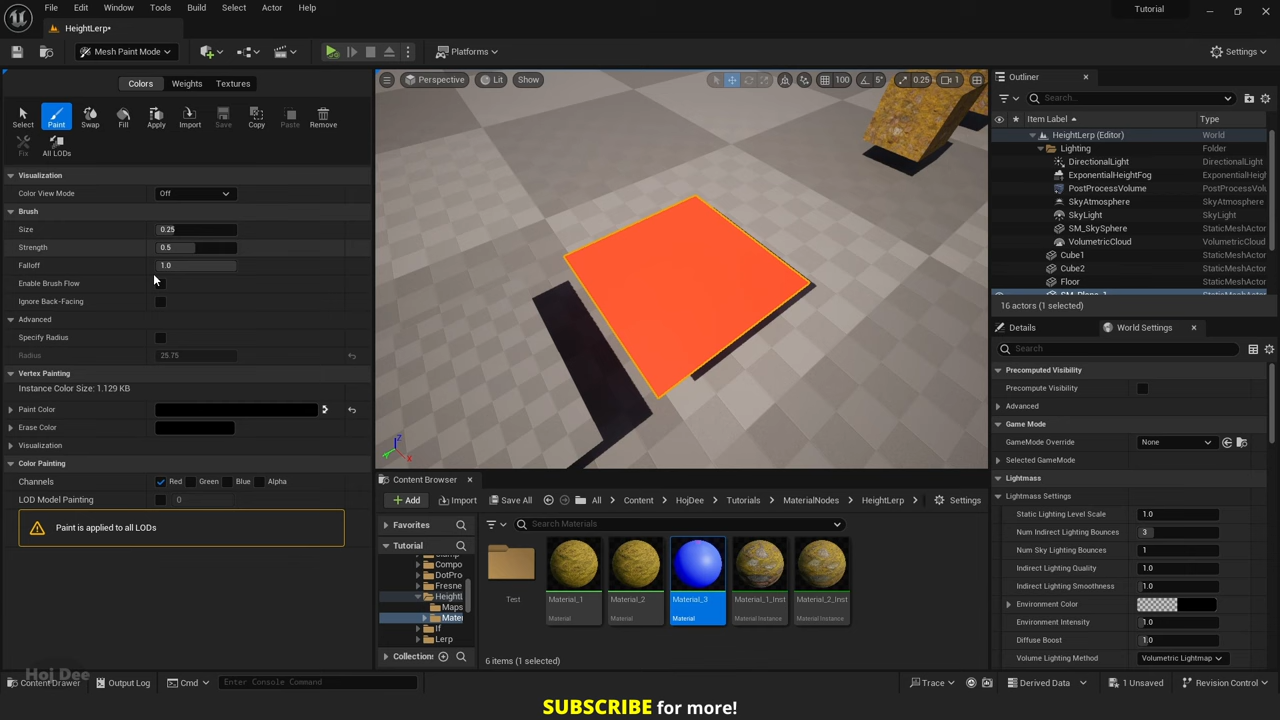 File Edit Window Tools Build Select Actor Help
Tutorial
HeightLerp*
Mesh Paint Mode
Platforms
Settings
Colors Weights Textures
Select Paint Swap Fill Apply Import Save Copy Paste Remove
Fix All LODs
Visualization
Color View Mode Off
Brush
Size 0.25
Strength 0.5
Falloff 1.0
Enable Brush Flow
Ignore Back-Facing
Advanced
Specify Radius
Radius 25.75
Vertex Painting
Instance Color Size: 1.129 KB
Paint Color
Erase Color
Visualization
Color Painting
Channels Red Green Blue Alpha
LOD Model Painting 0
Paint is applied to all LODs
Perspective Lit Show
100 5° 0.25 1
Z
X
Outliner
Search...
Item Label Type
HeightLerp (Editor) World
Lighting Folder
DirectionalLight DirectionalLight
ExponentialHeightFog ExponentialHeigh
PostProcessVolume PostProcessVolu
SkyAtmosphere SkyAtmosphere
SkyLight SkyLight
SM_SkySphere StaticMeshActor
VolumetricCloud VolumetricCloud
Cube1 StaticMeshActor
Cube2 StaticMeshActor
Floor StaticMeshActor
SM_Plane_1 StaticMeshActor
16 actors (1 selected)
Details World Settings
Search
Precomputed Visibility
Precompute Visibility
Advanced
Game Mode
GameMode Override None
Selected GameMode
Lightmass
Lightmass Settings
Static Lighting Level Scale 1.0
Num Indirect Lighting Bounces 3
Num Sky Lighting Bounces 1
Indirect Lighting Quality 1.0
Indirect Lighting Smoothness 1.0
Environment Color
Environment Intensity 1.0
Diffuse Boost 1.0
Volume Lighting Method Volumetric Lightmap
Content Browser
Add Import Save All All Content HojDee Tutorials MaterialNodes HeightLerp Settings
Favorites
Search Materials
Tutorial
Clamp
Compo
DotPro
Fresne
HeightL
Maps
Mater
If
Lerp
Collections
Test
Material_1
Material
Material_2
Material
Material_3
Material
Material_1_Inst
Material Instance
Material_2_Inst
Material Instance
6 items (1 selected)
Hoj Dee
Content Drawer Output Log Cmd Enter Console Command
Trace Derived Data 1 Unsaved Revision Control
SUBSCRIBE for more!